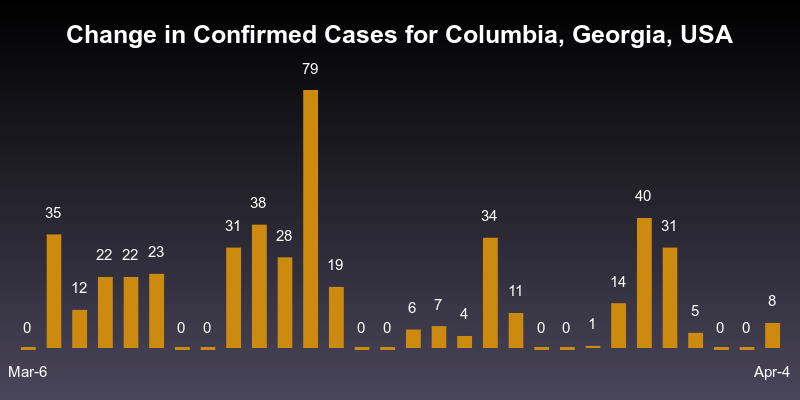 Change in Confirmed Cases for Columbia, Georgia, USA
0 35 12 22 22 23 0 0 31 38 28 79 19 0 0 6 7 4 34 11 0 0 1 14 40 31 5 0 0 8
Mar-6 Apr-4